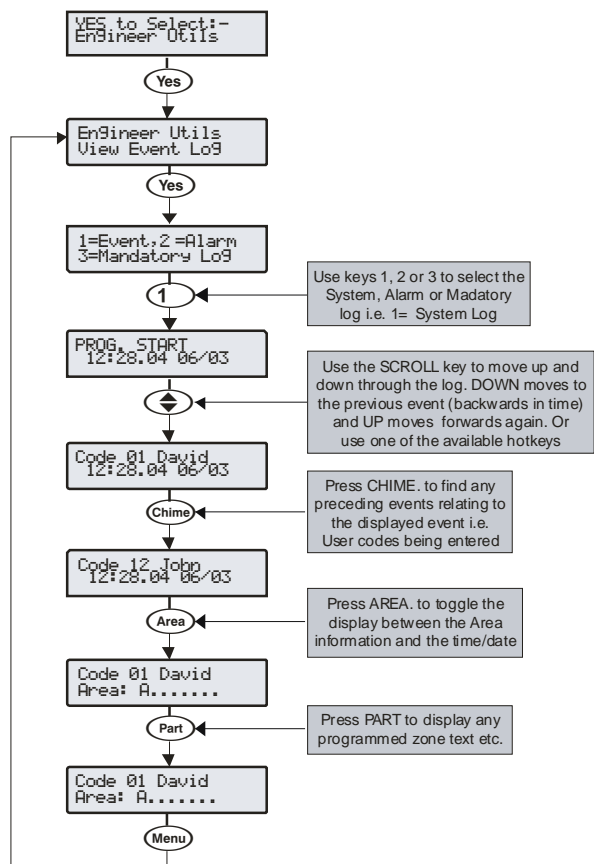 YES to Select:-
Engineer Utils
Yes
Engineer Utils
View Event Log
Yes
1=Event,2 =Alarm
3=Mandatory Log
1
Use keys 1, 2 or 3 to select the
System, Alarm or Madatory
log i.e. 1= System Log
PROG. START
12:28.04 06/03
Use the SCROLL key to move up and
down through the log. DOWN moves to
the previous event (backwards in time)
and UP moves forwards again. Or
use one of the available hotkeys
Code 01 David
12:28.04 06/03
Chime
Press CHIME. to find any
preceding events relating to
the displayed event i.e.
User codes being entered
Code 12 John
12:28.04 06/03
Area
Press AREA. to toggle the
display between the Area
information and the time/date
Code 01 David
Area: A.......
Part
Press PART to display any
programmed zone text etc.
Code 01 David
Area: A.......
Menu